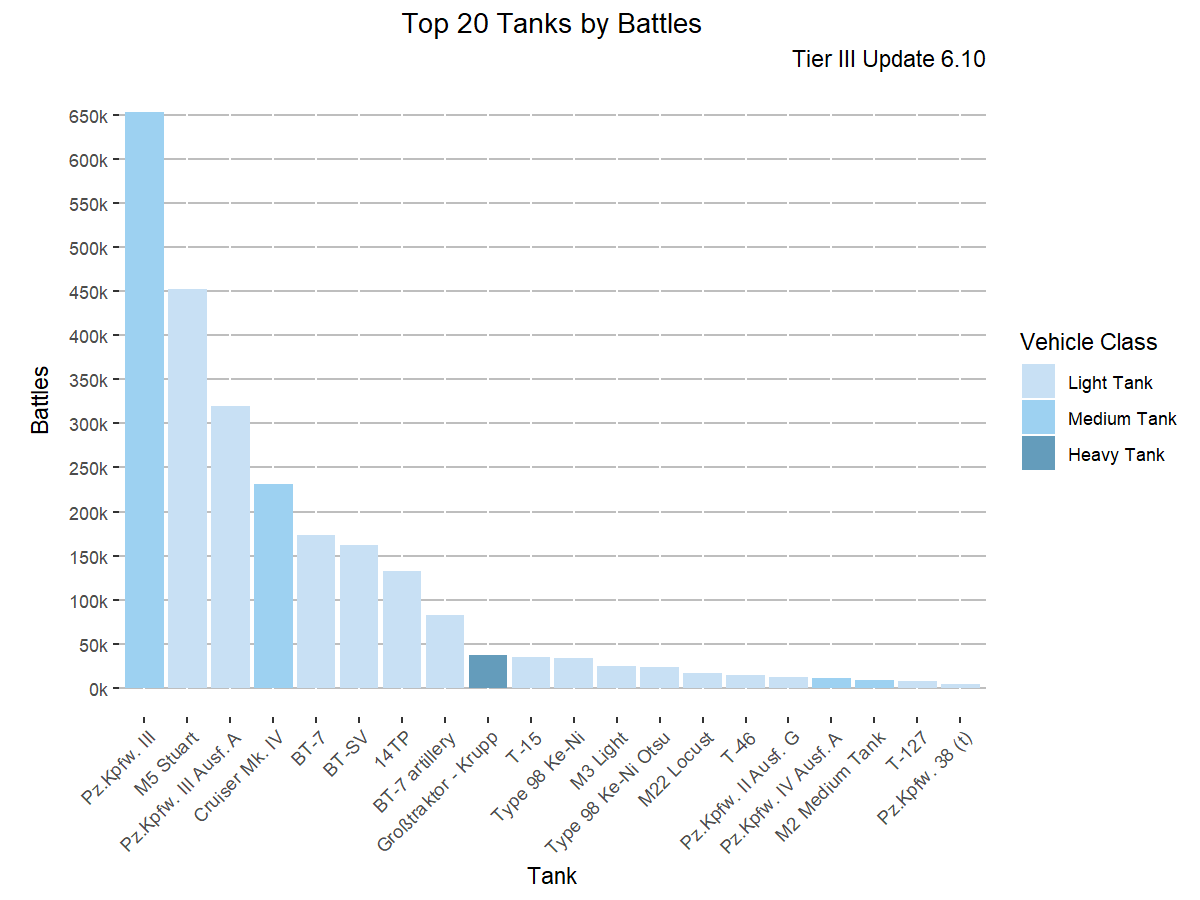 Top 20 Tanks by Battles
Tier III Update 6.10
650k
600k
550k
500k
450k
400k
350k
300k
250k
200k
150k
100k
50k
0k
Battles
Pz.Kpfw. III
M5 Stuart
Pz.Kpfw. III Ausf. A
Cruiser Mk. IV
BT-7
BT-SV
14TP
BT-7 artillery
Großtraktor - Krupp
T-15
Type 98 Ke-Ni
M3 Light
Type 98 Ke-Ni Otsu
M22 Locust
T-46
Pz.Kpfw. II Ausf. G
Pz.Kpfw. IV Ausf. A
M2 Medium Tank
T-127
Pz.Kpfw. 38 (t)
Tank
Vehicle Class
Light Tank
Medium Tank
Heavy Tank